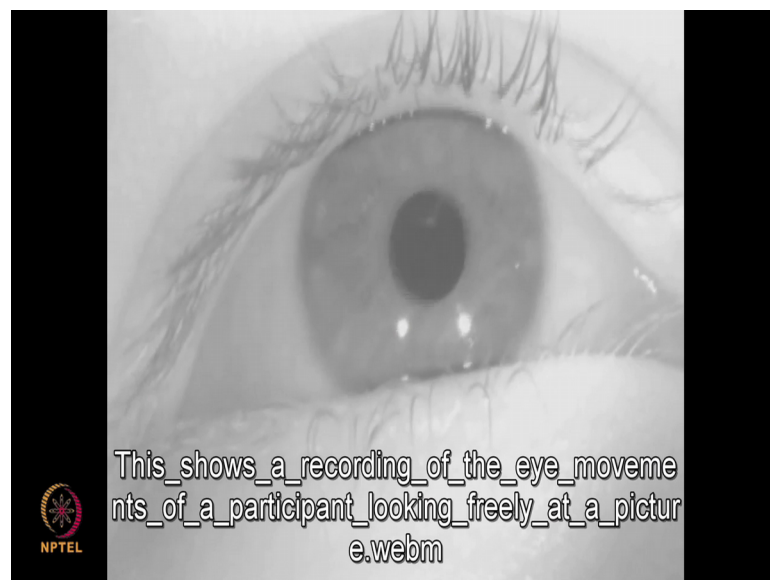 This_shows_a_recording_of_the_eye_moveme
nts_of_a_participant_looking_freely_at_a_pictur
e.webm
NPTEL